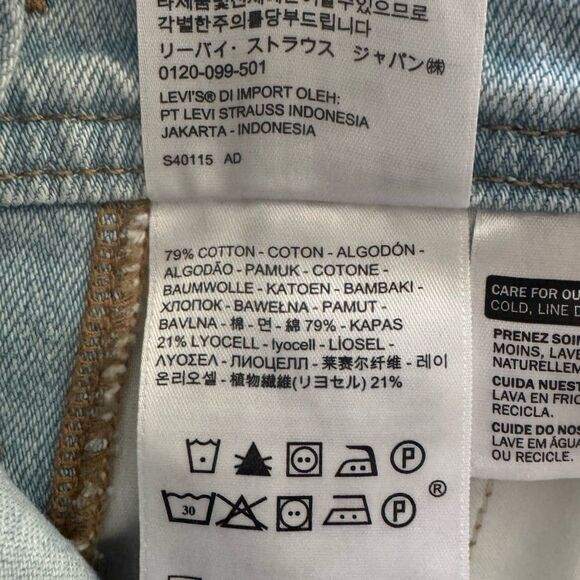 각별한주의를당부드립니다
リーバイ・ストラウス ジャパン㈱
0120-099-501
LEVI'S® DI IMPORT OLEH:
PT LEVI STRAUSS INDONESIA
JAKARTA - INDONESIA
S40115 AD
79% COTTON - COTON - ALGODÓN -
ALGODÃO - PAMUK - COTONE -
BAUMWOLLE - KATOEN - BAMBAKI -
ХЛОПОК - BAWEŁNA - PAMUT -
BAVLNA - 棉 - 면 - 綿 79% - KAPAS
21% LYOCELL - lyocell - LÍOSEL -
ΛΥΟΣΕΛ - ЛИОЦЕЛЛ - 莱赛尔纤维 - 레이
온리오셀 - 植物繊維(リヨセル) 21%
P
30
P
®
CARE FOR OU
COLD, LINE D
PRENEZ SOI
MOINS, LAVE
NATURELLEM
CUIDA NUEST
LAVA EN FRÍO
RECICLA.
CUIDE DO NOS
LAVE EM ÁGUA
OU RECICLE.